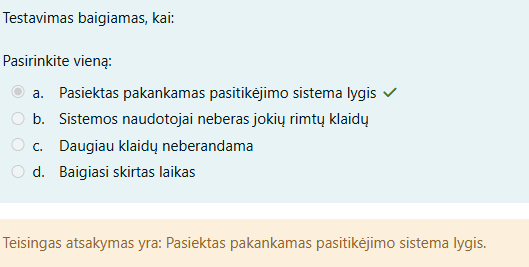 Testavimas baigiamas, kai:
Pasirinkite vieną:
a. Pasiektas pakankamas pasitikėjimo sistema lygis
b. Sistemos naudotojai neberas jokių rimtų klaidų
c. Daugiau klaidų neberandama
d. Baigiasi skirtas laikas
Teisingas atsakymas yra: Pasiektas pakankamas pasitikėjimo sistema lygis.